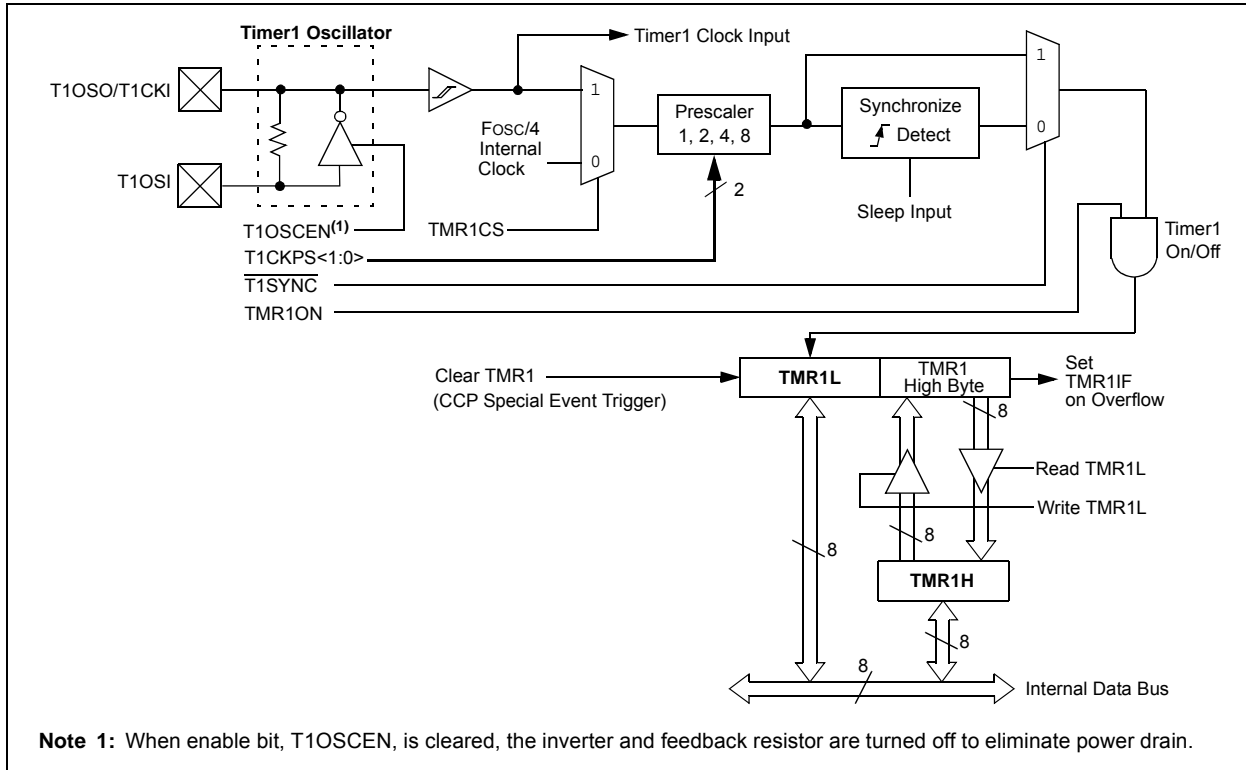 Timer1 Oscillator
Timer1 Clock Input
T1OSO/T1CKI
T1OSI
1
0
FOSC/4
Internal
Clock
Prescaler
1, 2, 4, 8
2
Synchronize
Detect
Sleep Input
1
0
T1OSCEN(1)
TMR1CS
T1CKPS<1:0>
T1SYNC
TMR1ON
Timer1
On/Off
Clear TMR1
(CCP Special Event Trigger)
TMR1L
TMR1
High Byte
Set
TMR1IF
on Overflow
8
Read TMR1L
Write TMR1L
8
8
TMR1H
8
8
Internal Data Bus
Note 1: When enable bit, T1OSCEN, is cleared, the inverter and feedback resistor are turned off to eliminate power drain.